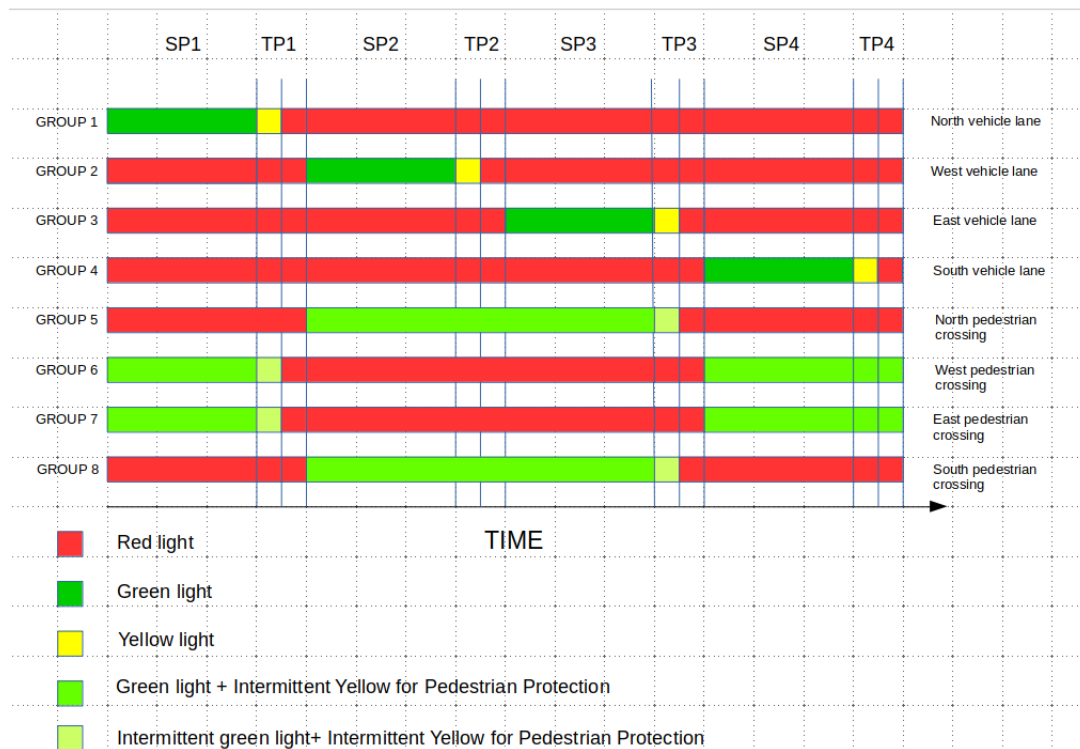 SP1 TP1 SP2 TP2 SP3 TP3 SP4 TP4
GROUP 1 North vehicle lane
GROUP 2 West vehicle lane
GROUP 3 East vehicle lane
GROUP 4 South vehicle lane
GROUP 5 North pedestrian
crossing
GROUP 6 West pedestrian
crossing
GROUP 7 East pedestrian
crossing
GROUP 8 South pedestrian
crossing
TIME
Red light
Green light
Yellow light
Green light + Intermittent Yellow for Pedestrian Protection
Intermittent green light+ Intermittent Yellow for Pedestrian Protection